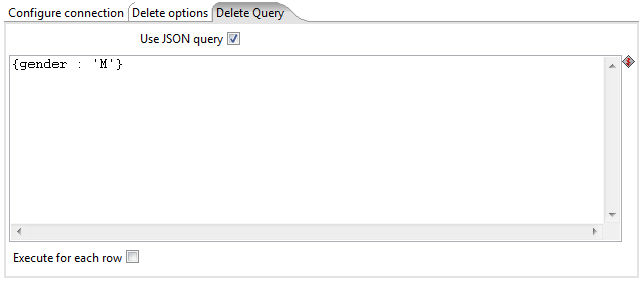 Configure connection Delete options Delete Query
Use JSON query
{gender : 'M'}
Execute for each row